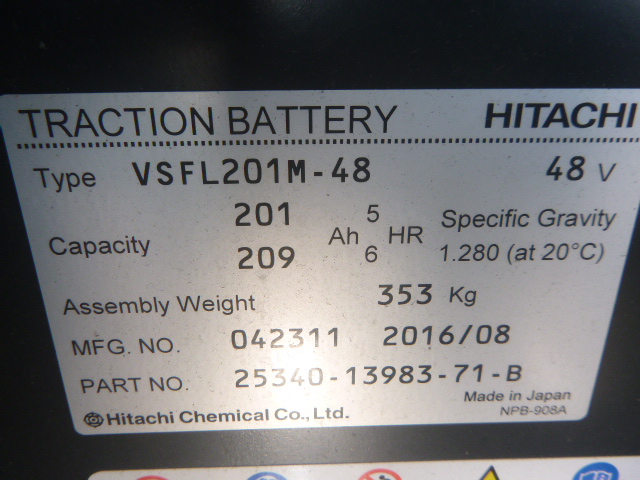 TRACTION BATTERY HITACHI
Type VSFL201M-48 48 V
Capacity 201 209 Ah 5 6 HR Specific Gravity 1.280 (at 20°C)
Assembly Weight 353 Kg
MFG. NO. 042311 2016/08
PART NO. 25340-13983-71-B
Made in Japan
Hitachi Chemical Co., Ltd. NPB-908A